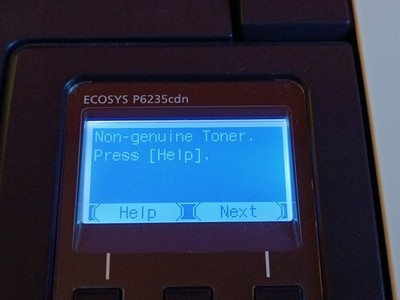 ECOSYS P6235cdn
Non-genuine Toner.
Press [Help].
Help Next